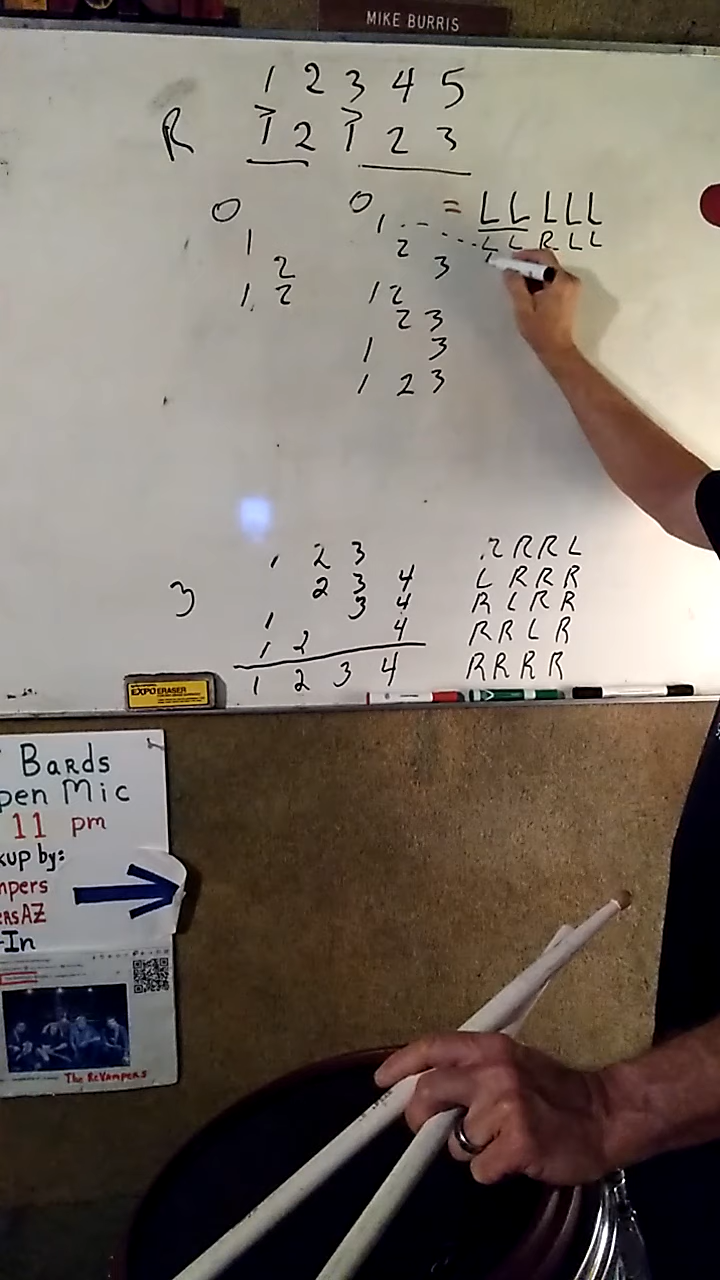 MIKE BURRIS
1 2 3 4 5
R 1 2 1 2 3
0 0 = L L L L L
1 1 - - - - - - L L R L L
2 2
3
1 2 1 2
2 3
1 3
1 2 3
1 2 3 R R R L
3 2 3 4 L R R R
1 3 4 R L R R
1 2 4 R R L R
1 2 3 4 R R R R
EXPO ERASER
Bards
pen Mic
11 pm
kup by:
mpers
ERSAZ
-In
The ReVampers